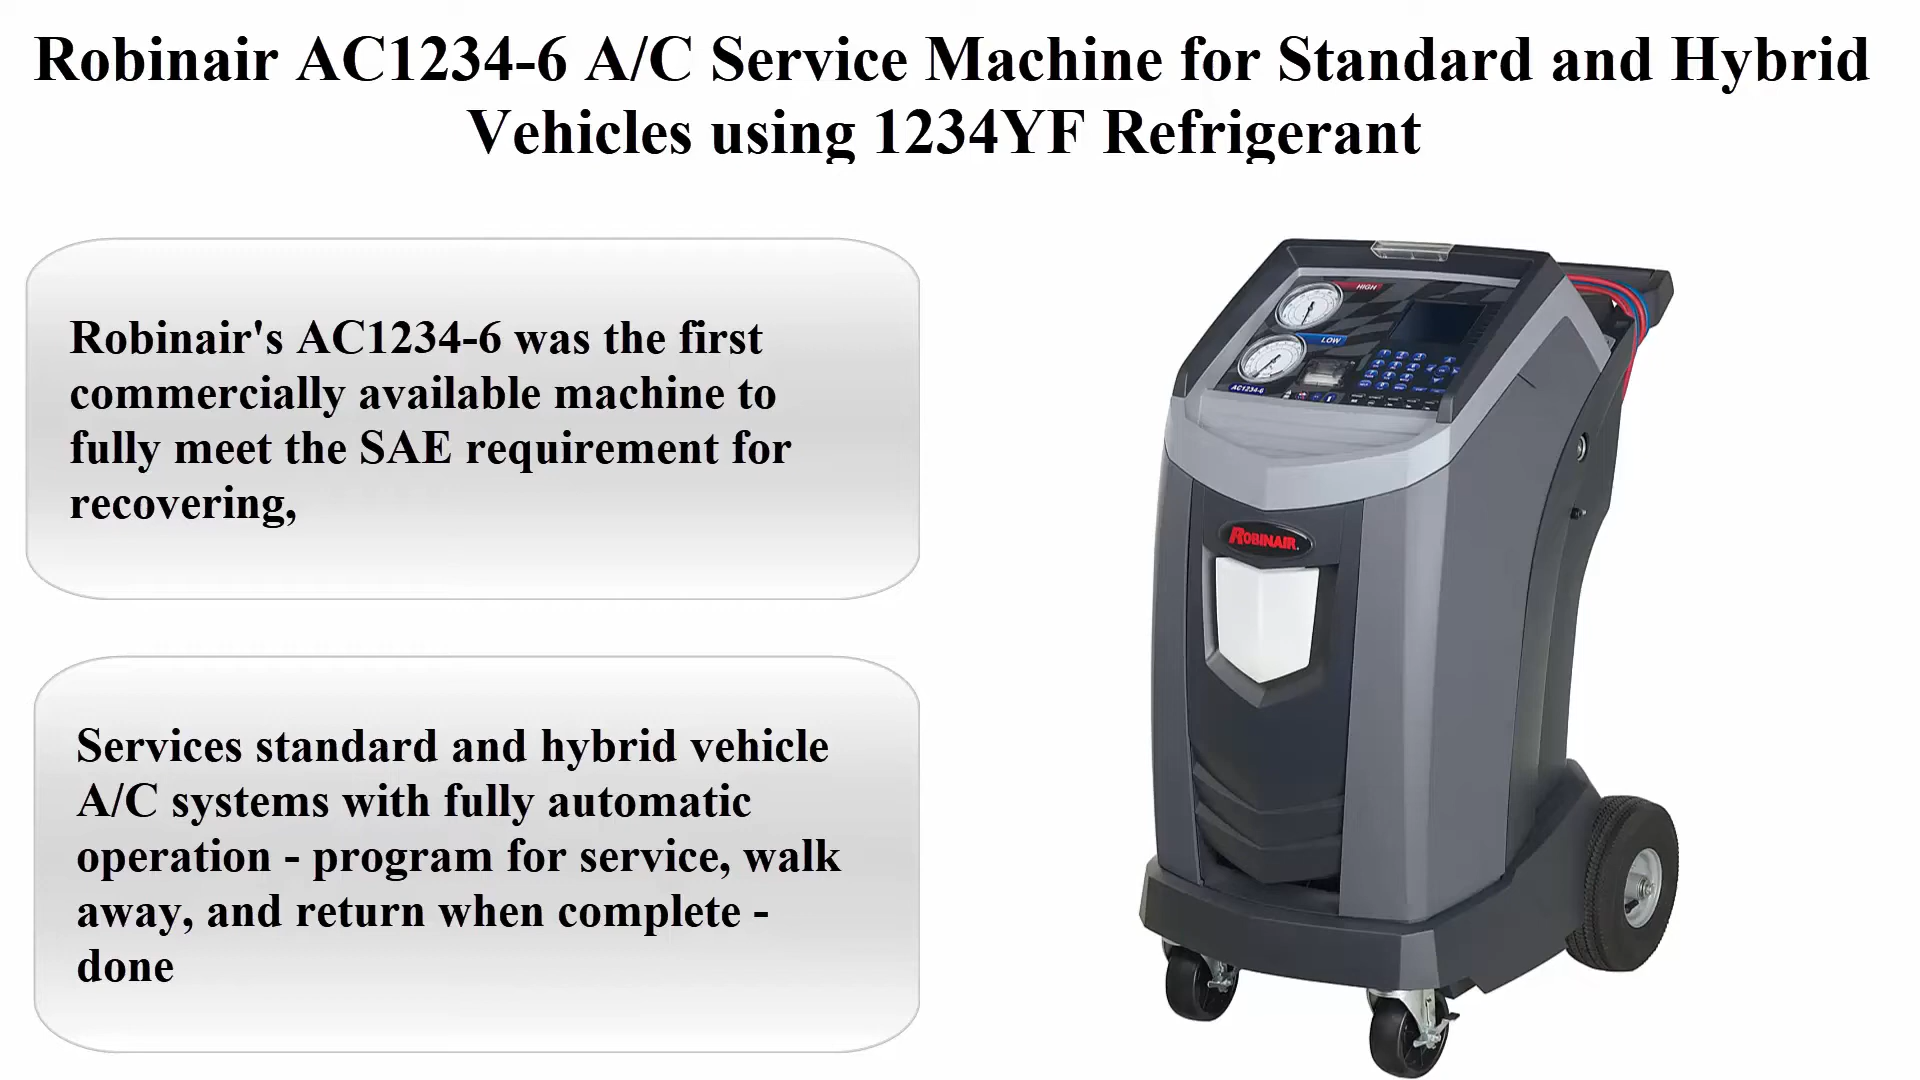 Robinair AC1234-6 A/C Service Machine for Standard and Hybrid
Vehicles using 1234YF Refrigerant
Robinair's AC1234-6 was the first
commercially available machine to
fully meet the SAE requirement for
recovering,
Services standard and hybrid vehicle
A/C systems with fully automatic
operation - program for service, walk
away, and return when complete -
done
HIGH
LOW
AC1234-6
ROBINAIR.